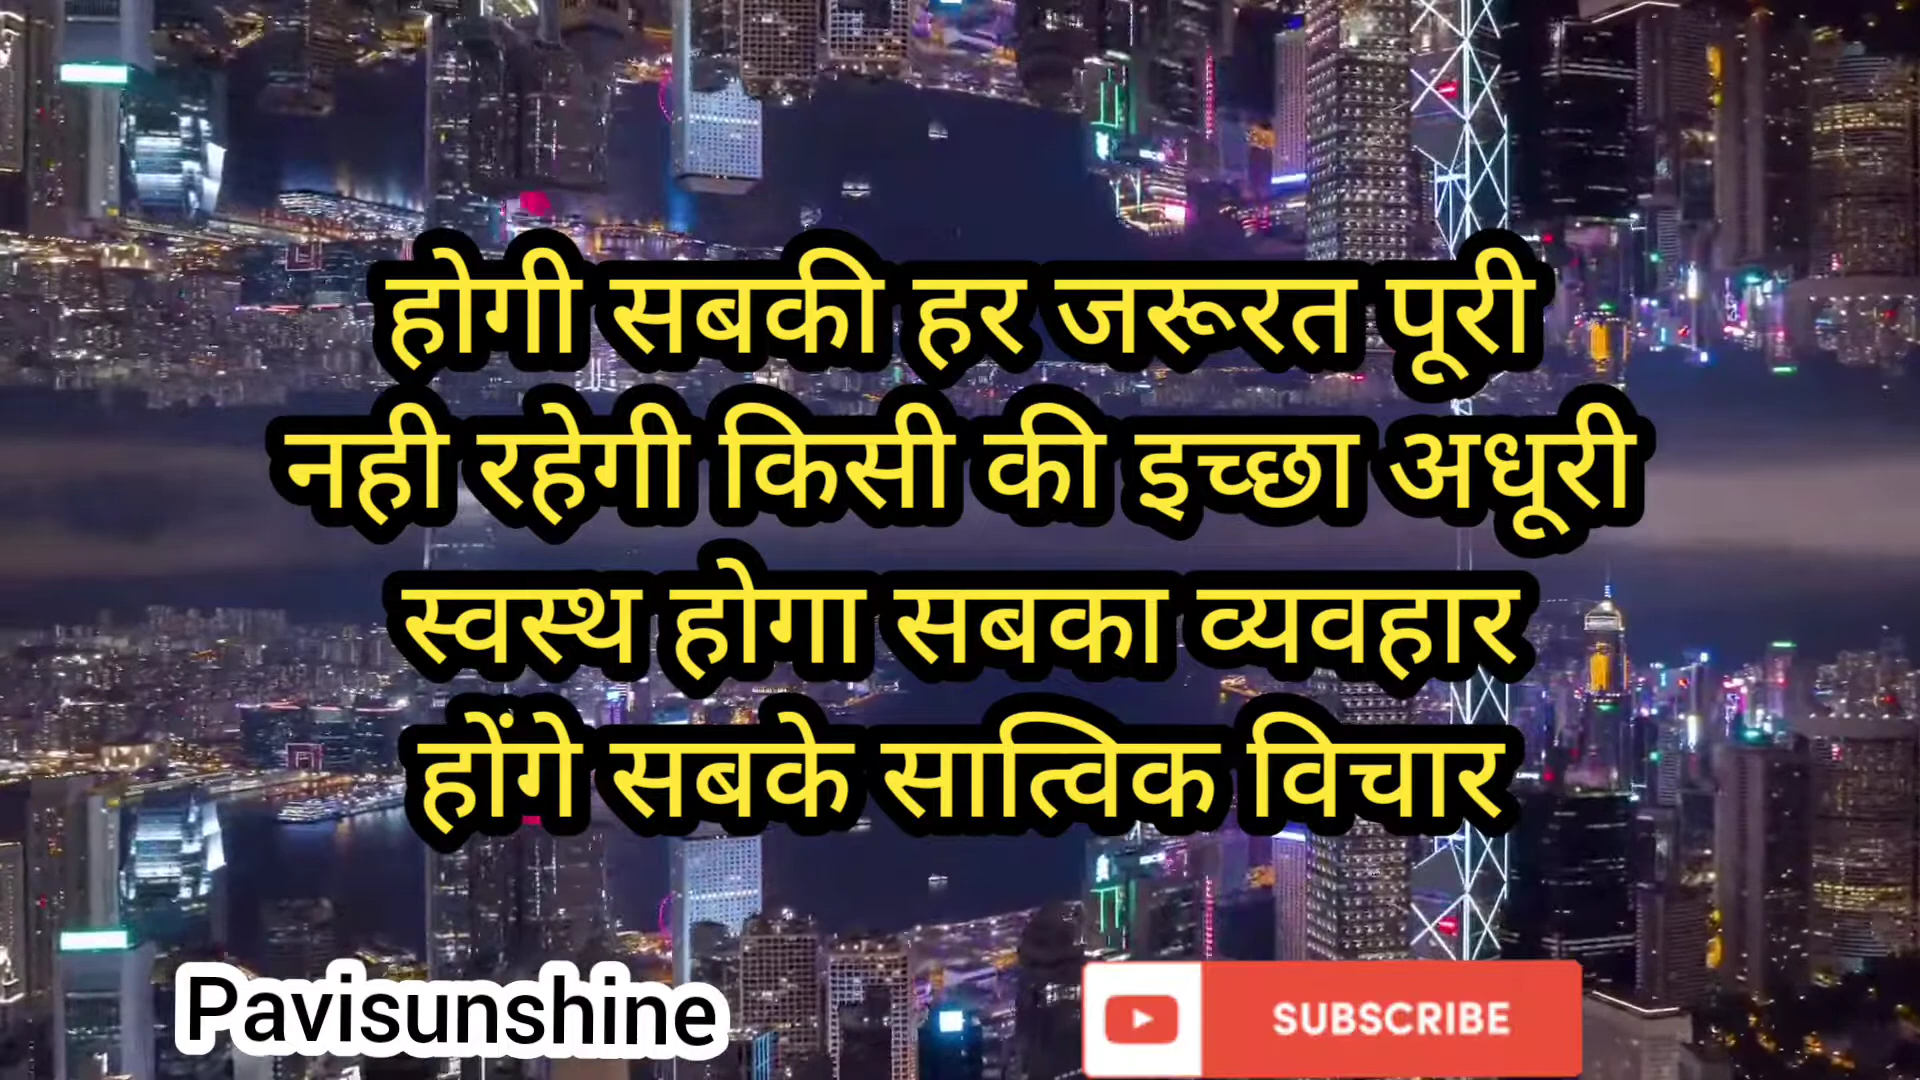 होगी सबकी हर जरूरत पूरी
नही रहेगी किसी की इच्छा अधूरी
स्वस्थ होगा सबका व्यवहार
होंगे सबके सात्विक विचार
Pavisunshine
SUBSCRIBE